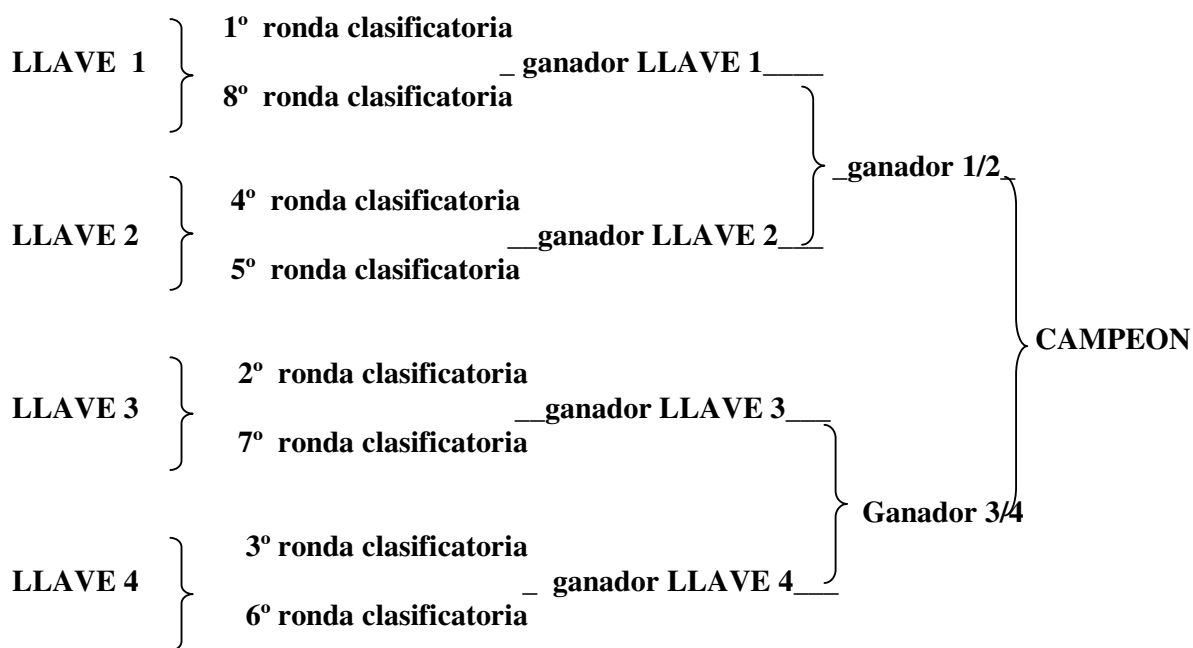 1º ronda clasificatoria
LLAVE 1 _ ganador LLAVE 1____
8º ronda clasificatoria
_ganador 1/2_
4º ronda clasificatoria
LLAVE 2 __ganador LLAVE 2___
5º ronda clasificatoria
CAMPEON
2º ronda clasificatoria
LLAVE 3 __ganador LLAVE 3___
7º ronda clasificatoria
Ganador 3/4
3º ronda clasificatoria
LLAVE 4 _ ganador LLAVE 4___
6º ronda clasificatoria